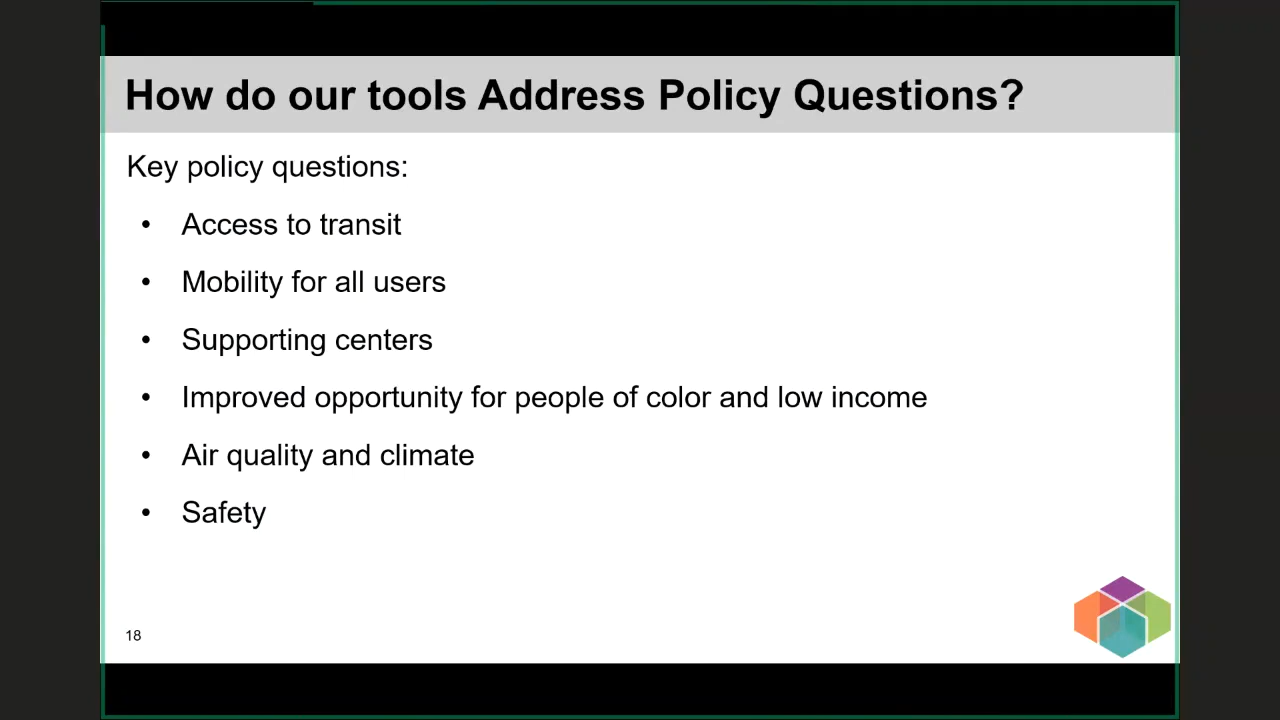 How do our tools Address Policy Questions?
Key policy questions:
• Access to transit
• Mobility for all users
• Supporting centers
• Improved opportunity for people of color and low income
• Air quality and climate
• Safety
18